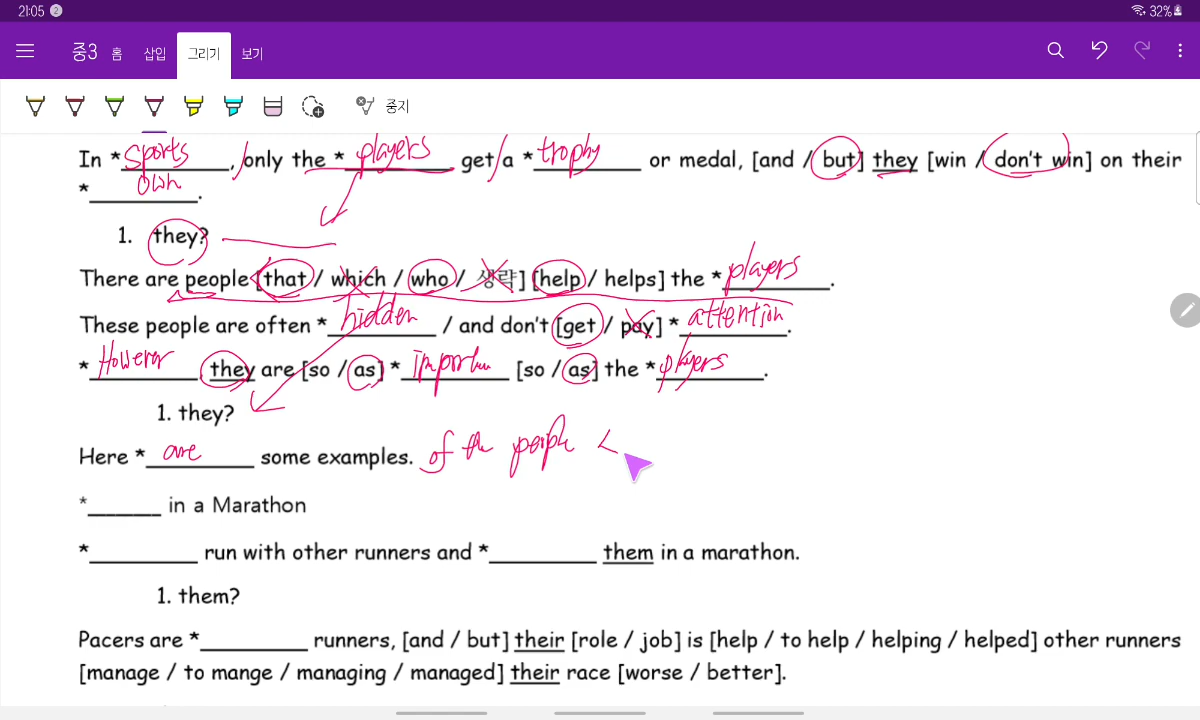 21:05 2 32%
중3 홈 삽입 그리기 보기
중지
In *sports, only the *players get a *trophy or medal, [and / but] they [win / don't win] on their
*own.
1. they?
There are people [that / which / who / 생략] [help / helps] the *players.
These people are often *hidden / and don't [get / pay] *attention.
*However they are [so / as] * [so / as] the *players.
1. they?
Here *are some examples. of the people <
*______ in a Marathon
*_________ run with other runners and *_________ them in a marathon.
1. them?
Pacers are *_________ runners, [and / but] their [role / job] is [help / to help / helping / helped] other runners
[manage / to mange / managing / managed] their race [worse / better].